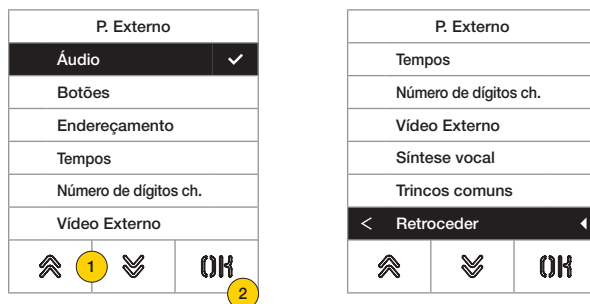 P. Externo
Áudio
Botões
Endereçamento
Tempos
Número de dígitos ch.
Vídeo Externo
1
OK
2
P. Externo
Tempos
Número de dígitos ch.
Vídeo Externo
Síntese vocal
Trincos comuns
< Retroceder
OK